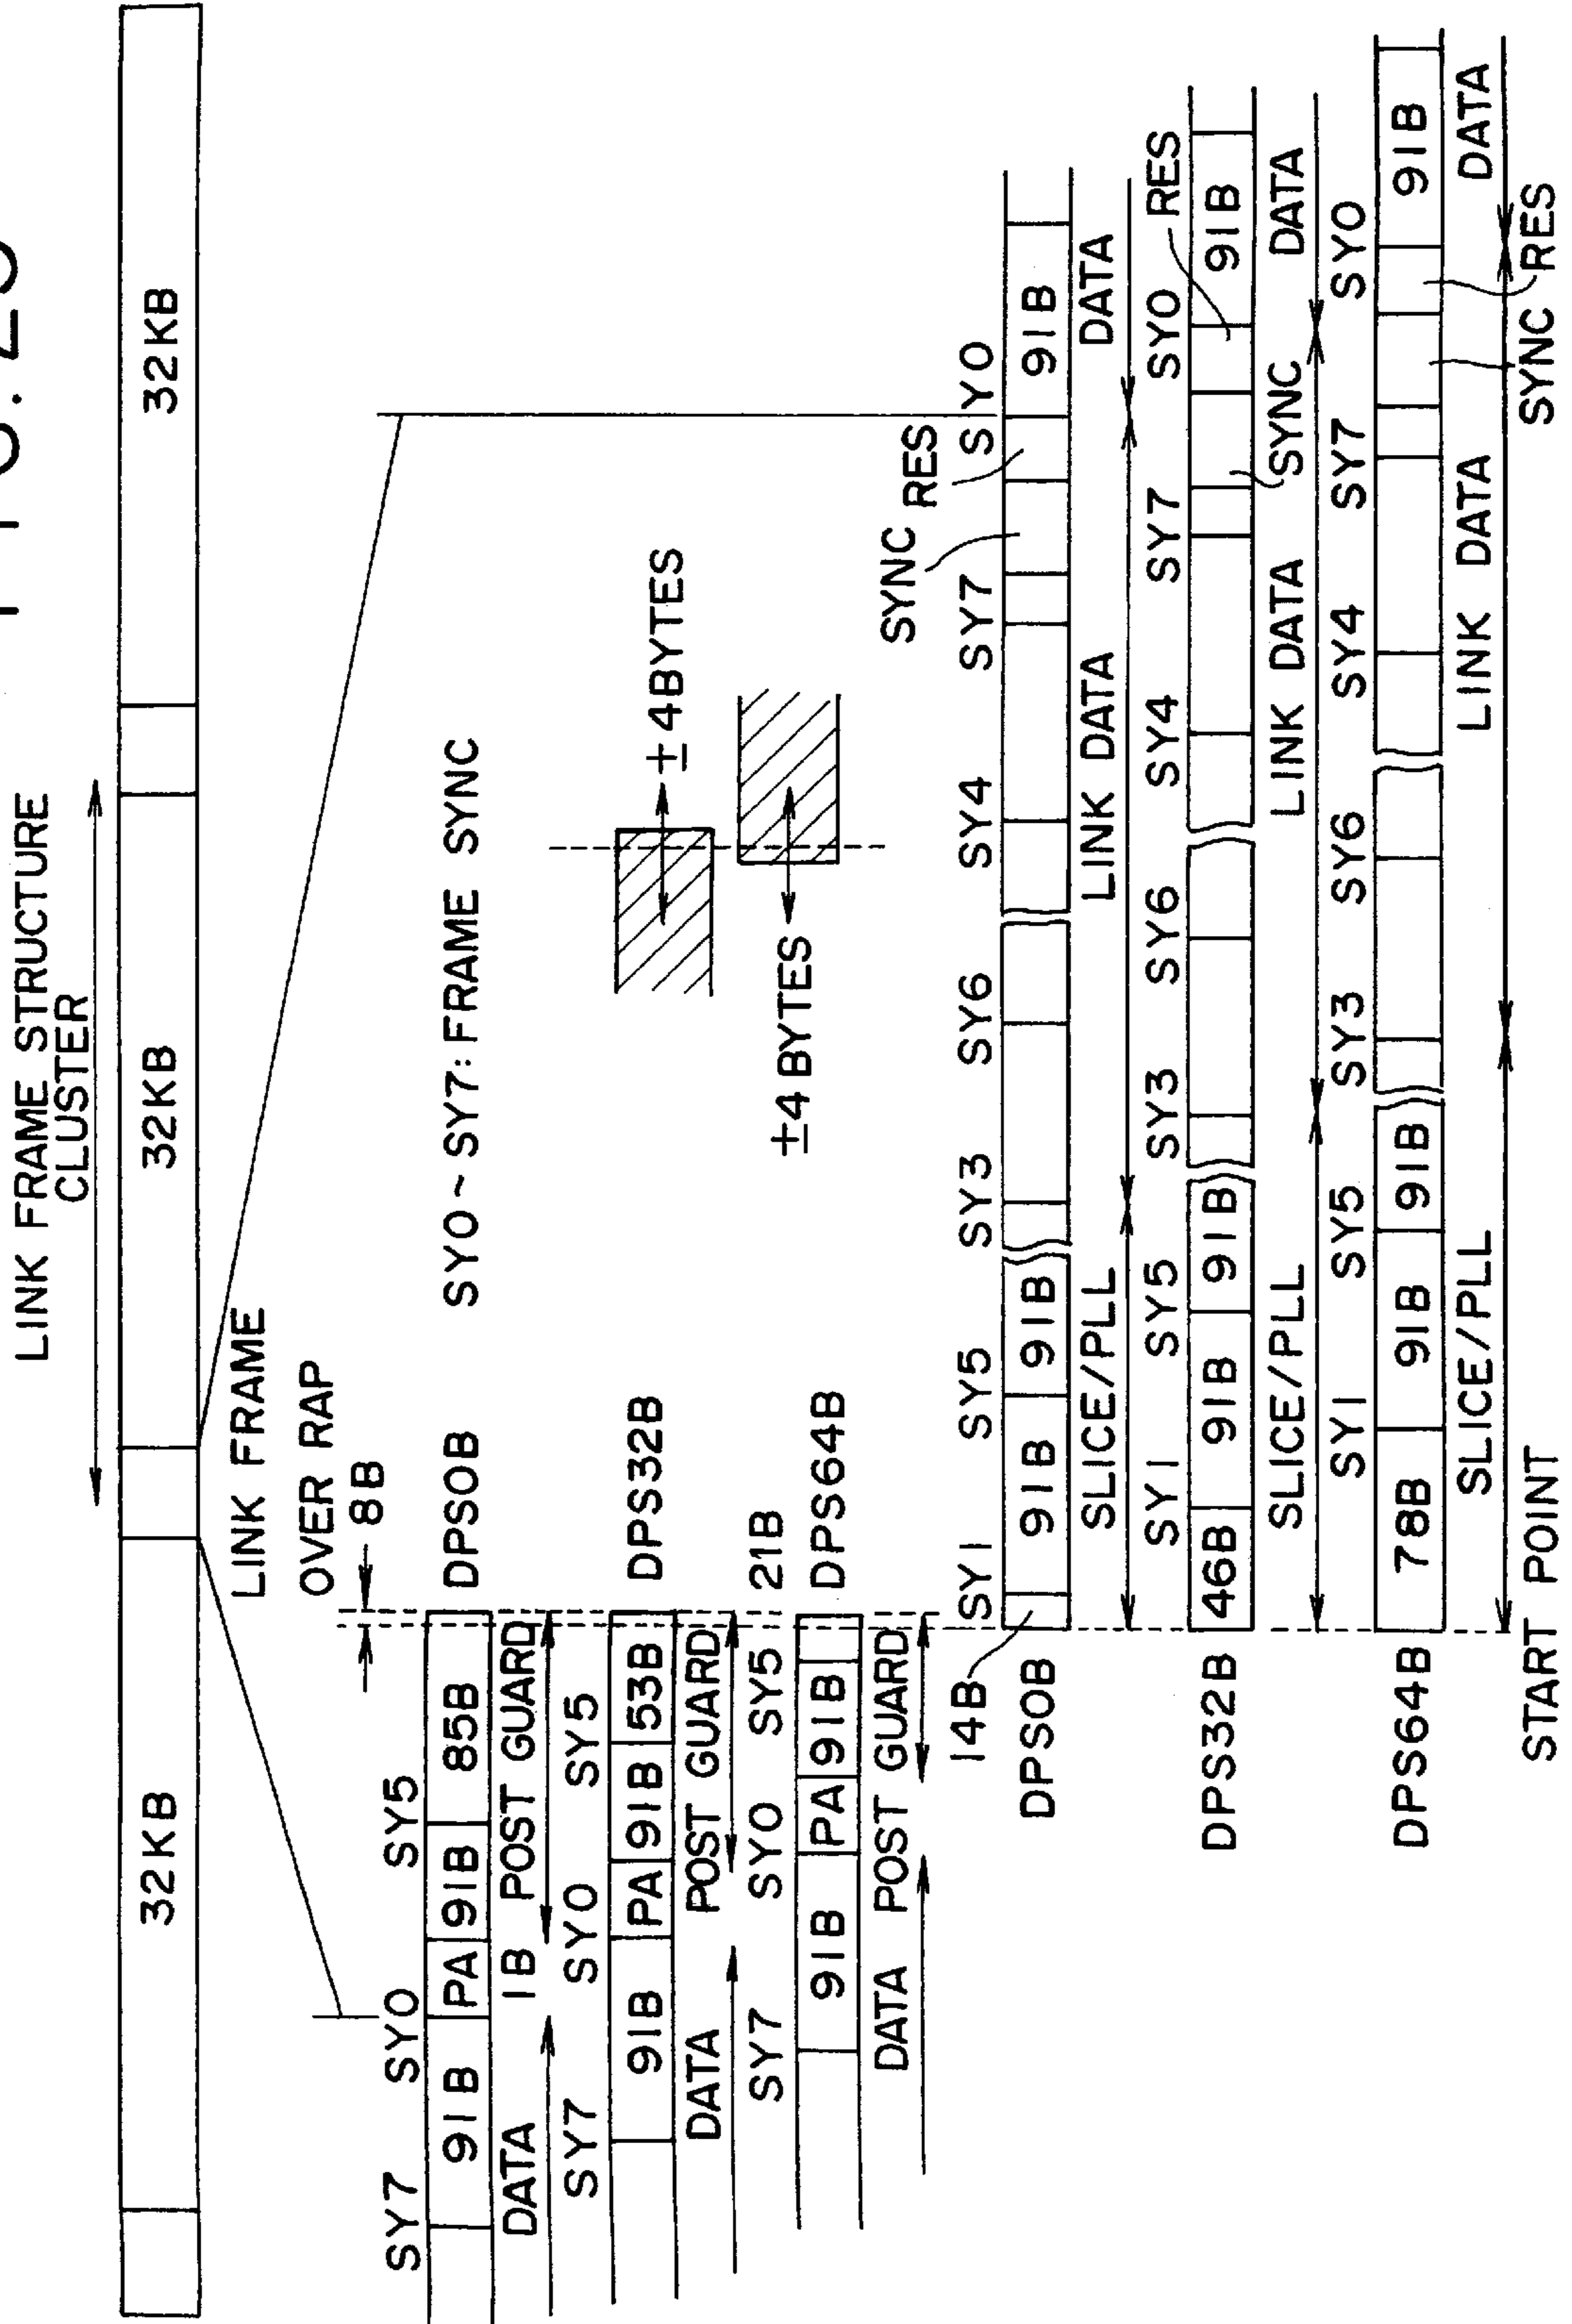 LINK FRAME STRUCTURE
CLUSTER
32KB
32KB
32KB
LINK FRAME
OVER RAP
8B
SY7 SY0 SY5
91B PA 91B 85B
DPS0B
SY0~SY7: FRAME SYNC
DATA 1B POST GUARD
SY7 SY0 SY5
91B PA 91B 53B
DPS32B
±4BYTES
DATA POST GUARD
SY7 SY0 SY5 21B
91B PA 91B
DPS64B
±4 BYTES
DATA POST GUARD
SYNC RES
14B
SY1 SY5 SY3 SY6 SY4 SY7 SY0
DPS0B
91B 91B 91B
SLICE/PLL LINK DATA DATA
SY1 SY5 SY3 SY6 SY4 SY7 SY0 RES
DPS32B
46B 91B 91B 91B
SLICE/PLL LINK DATA SYNC DATA
SY1 SY5 SY3 SY6 SY4 SY7 SY0
DPS64B
78B 91B 91B 91B
SLICE/PLL LINK DATA DATA
START POINT
SYNC RES